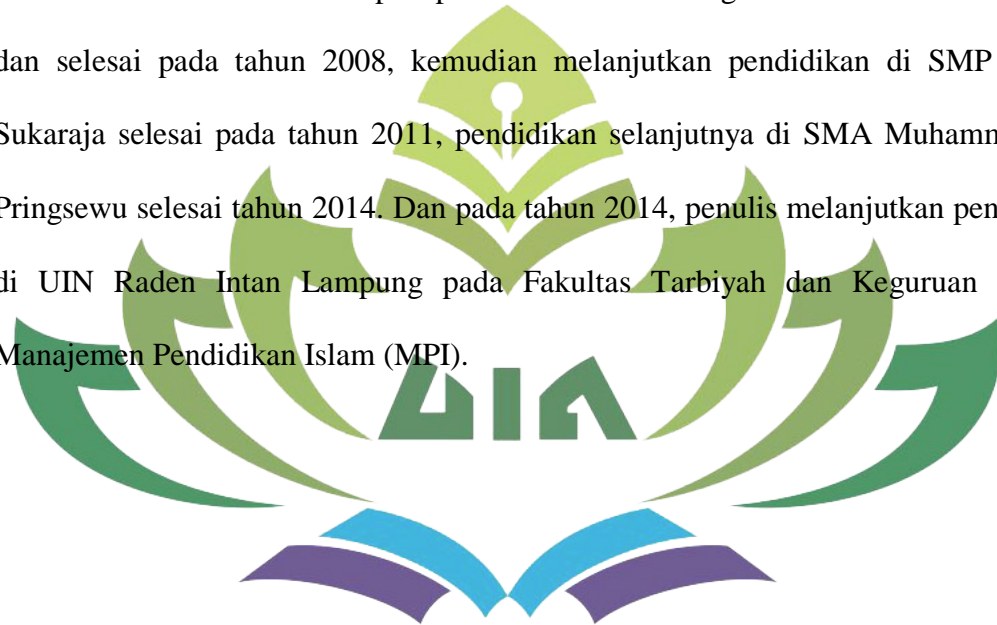 dan selesai pada tahun 2008, kemudian melanjutkan pendidikan di SMP
Sukaraja selesai pada tahun 2011, pendidikan selanjutnya di SMA
Pringsewu selesai tahun 2014. Dan pada tahun 2014, penulis melanjutkan
di UIN Raden Intan Lampung pada Fakultas Tarbiyah dan Keguruan
Manajemen Pendidikan Islam (MPI).
UIN